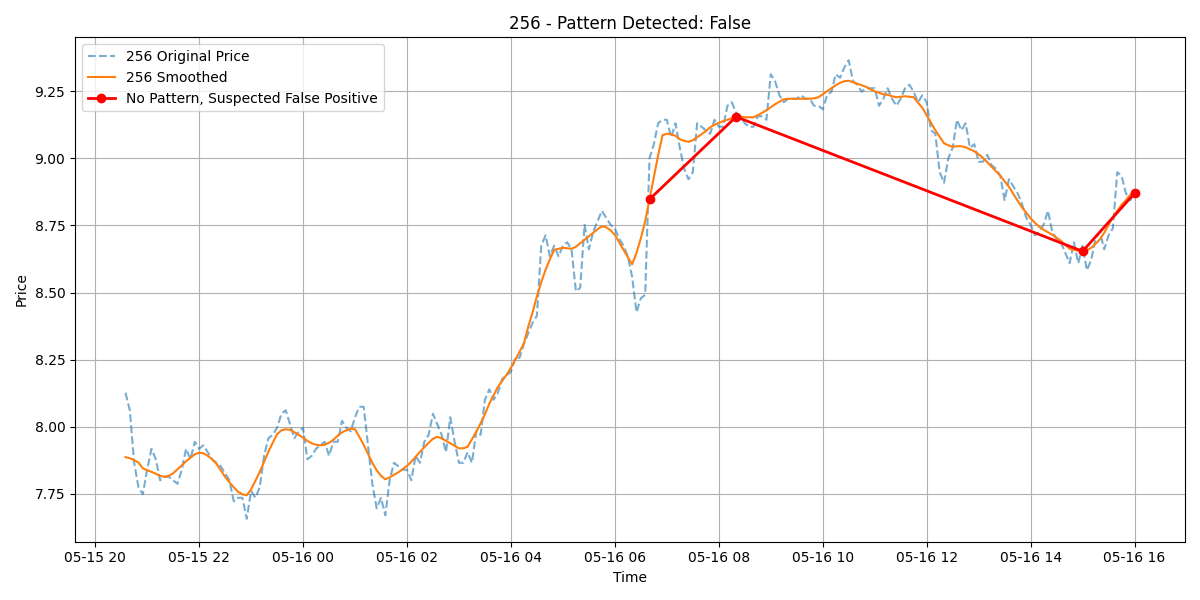 256 - Pattern Detected: False
256 Original Price
256 Smoothed
No Pattern, Suspected False Positive
Price
9.25
9.00
8.75
8.50
8.25
8.00
7.75
05-15 20 05-15 22 05-16 00 05-16 02 05-16 04 05-16 06 05-16 08 05-16 10 05-16 12 05-16 14 05-16 16
Time